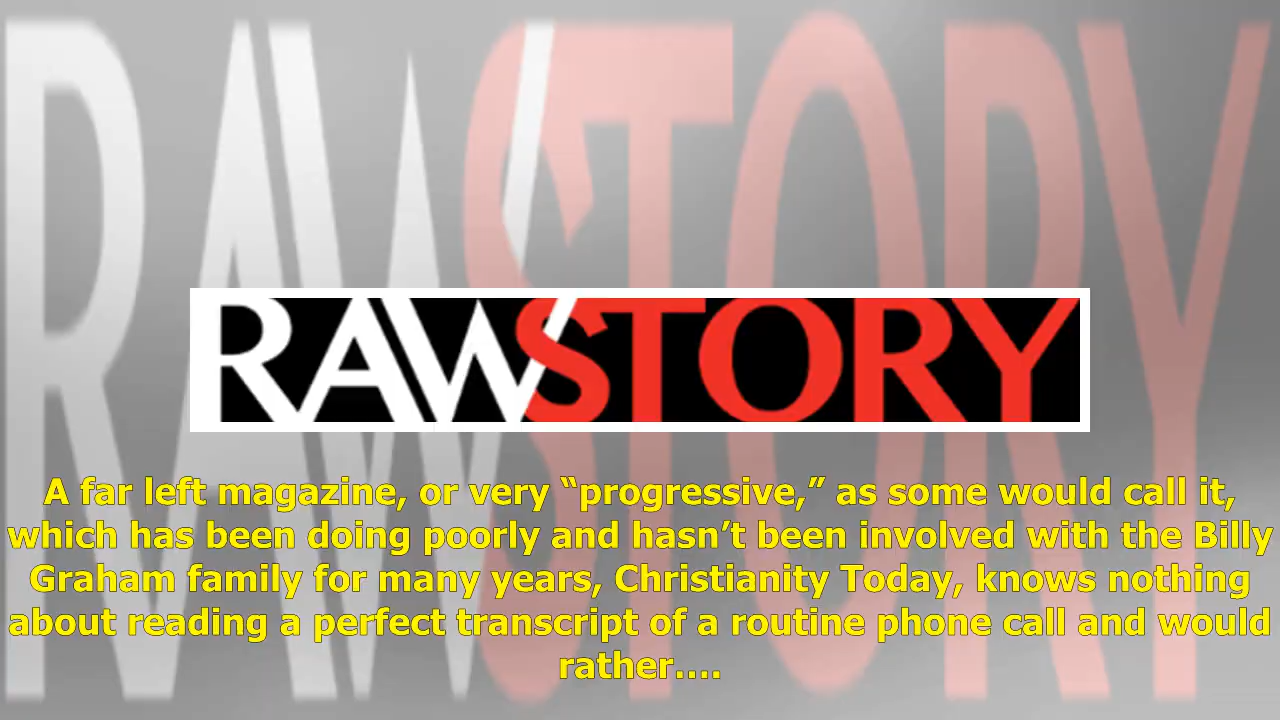 RAWSTORY
RAWSTORY
A far left magazine, or very “progressive,” as some would call it,
which has been doing poorly and hasn’t been involved with the Billy
Graham family for many years, Christianity Today, knows nothing
about reading a perfect transcript of a routine phone call and would
rather....